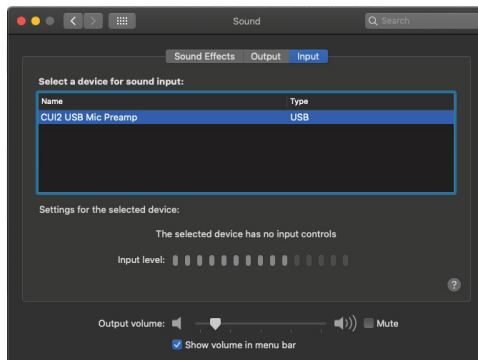 Sound
Search
Sound Effects Output Input
Select a device for sound input:
Name Type
CUI2 USB Mic Preamp USB
Settings for the selected device:
The selected device has no input controls
Input level:
?
Output volume: Mute
Show volume in menu bar